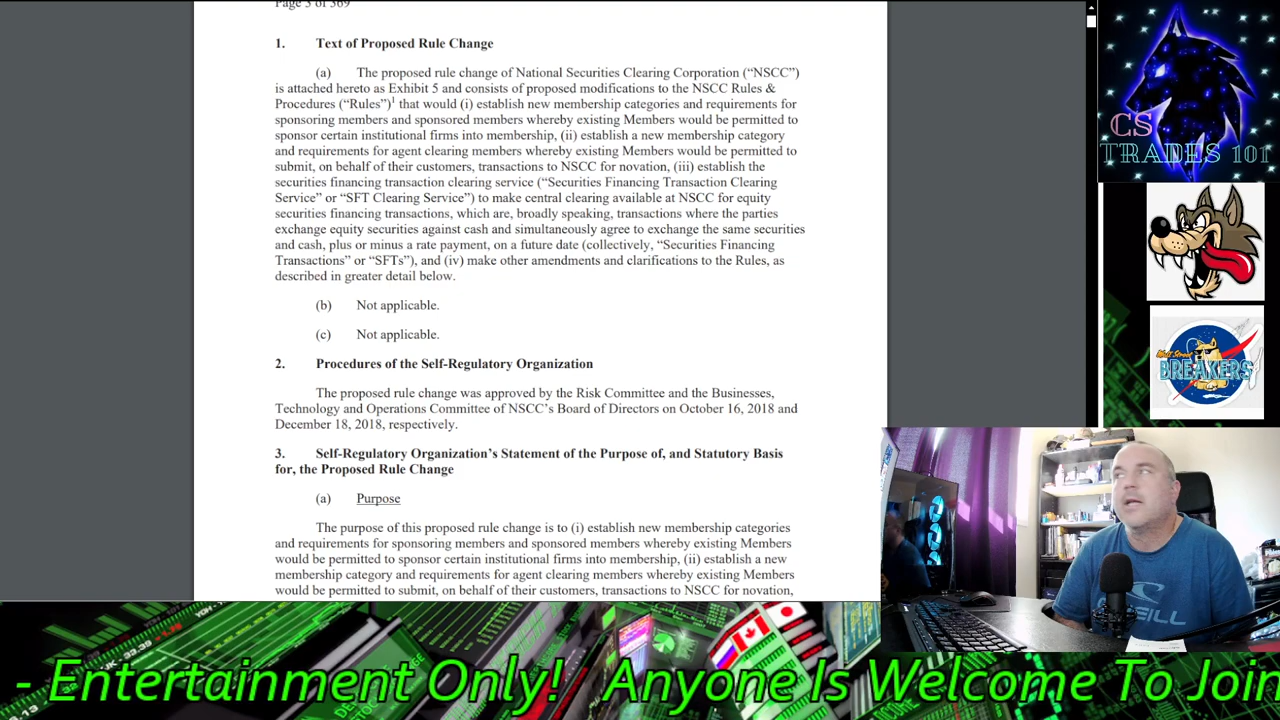 Page 3 of 369
1. Text of Proposed Rule Change
(a) The proposed rule change of National Securities Clearing Corporation (“NSCC”)
is attached hereto as Exhibit 5 and consists of proposed modifications to the NSCC Rules &
Procedures (“Rules”)1 that would (i) establish new membership categories and requirements for
sponsoring members and sponsored members whereby existing Members would be permitted to
sponsor certain institutional firms into membership, (ii) establish a new membership category
and requirements for agent clearing members whereby existing Members would be permitted to
submit, on behalf of their customers, transactions to NSCC for novation, (iii) establish the
securities financing transaction clearing service (“Securities Financing Transaction Clearing
Service” or “SFT Clearing Service”) to make central clearing available at NSCC for equity
securities financing transactions, which are, broadly speaking, transactions where the parties
exchange equity securities against cash and simultaneously agree to exchange the same securities
and cash, plus or minus a rate payment, on a future date (collectively, “Securities Financing
Transactions” or “SFTs”), and (iv) make other amendments and clarifications to the Rules, as
described in greater detail below.
(b) Not applicable.
(c) Not applicable.
2. Procedures of the Self-Regulatory Organization
The proposed rule change was approved by the Risk Committee and the Businesses,
Technology and Operations Committee of NSCC’s Board of Directors on October 16, 2018 and
December 18, 2018, respectively.
3. Self-Regulatory Organization’s Statement of the Purpose of, and Statutory Basis
for, the Proposed Rule Change
(a) Purpose
The purpose of this proposed rule change is to (i) establish new membership categories
and requirements for sponsoring members and sponsored members whereby existing Members
would be permitted to sponsor certain institutional firms into membership, (ii) establish a new
membership category and requirements for agent clearing members whereby existing Members
would be permitted to submit, on behalf of their customers, transactions to NSCC for novation,
CS
TRADES 101
Wall Street
BREAKERS
O'NEILL
- Entertainment Only! Anyone Is Welcome To Join